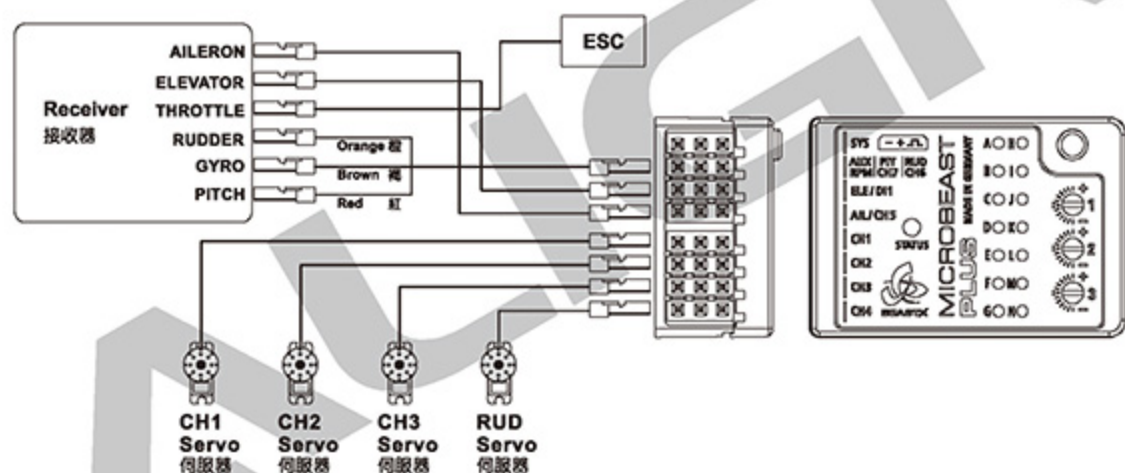 AILERON
ELEVATOR
THROTTLE
RUDDER
GYRO
PITCH
Receiver
接收器
Orange 橙
Brown 褐
Red 紅
ESC
SYS
- +
AUX PIT RUD
RPM CH7 CH6
ELE/DI1
AIL/CH5
CH1
CH2
CH3
CH4
STATUS
BEASTX
MICROBEAST
PLUS
MADE IN GERMANY
A H
B I
C J
D K
E L
F M
G N
+
1
-
+
2
-
+
3
-
CH1
Servo
伺服器
CH2
Servo
伺服器
CH3
Servo
伺服器
RUD
Servo
伺服器